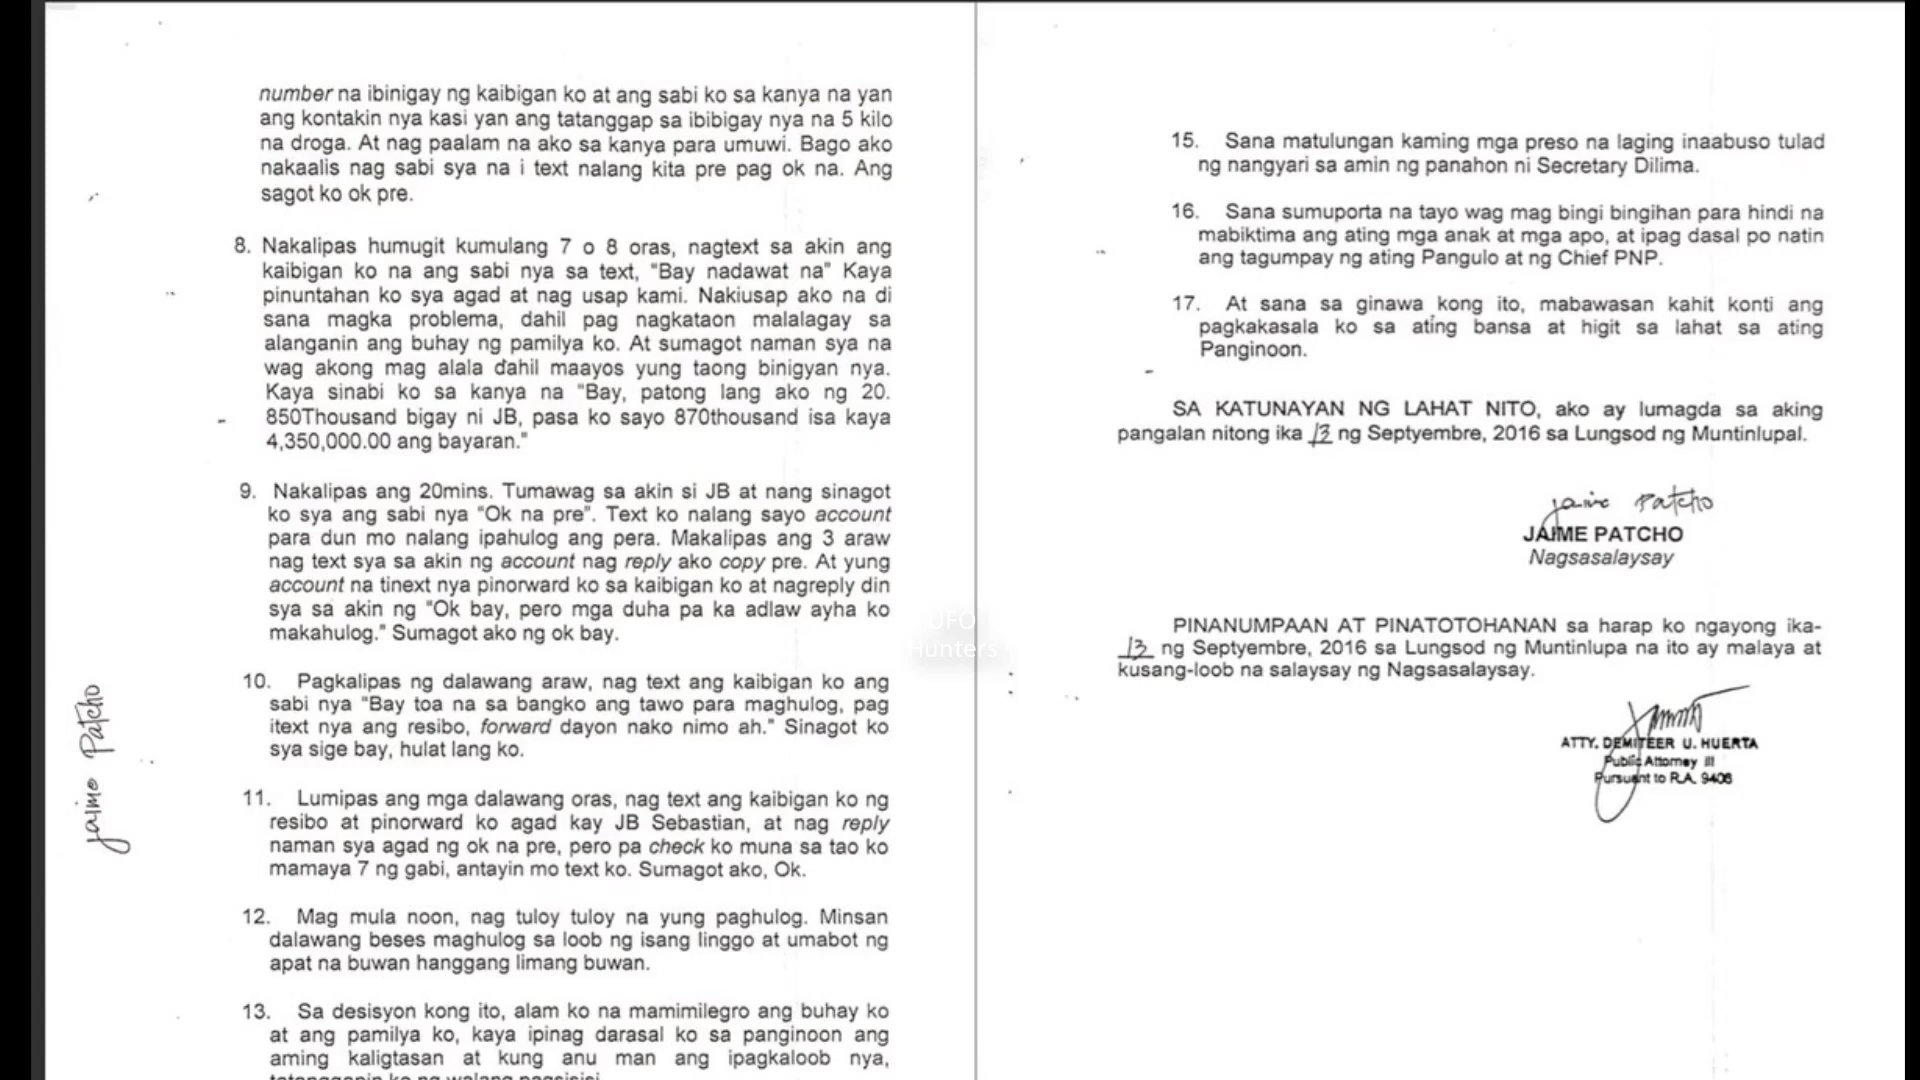 number na ibinigay ng kaibigan ko at ang sabi ko sa kanya na yan
ang kontakin nya kasi yan ang tatanggap sa ibibigay nya na 5 kilo
na droga. At nag paalam na ako sa kanya para umuwi. Bago ako
nakaalis nag sabi sya na i text nalang kita pre pag ok na. Ang
sagot ko ok pre.
8. Nakalipas humugit kumulang 7 o 8 oras, nagtext sa akin ang
kaibigan ko na ang sabi nya sa text, "Bay nadawat na" Kaya
pinuntahan ko sya agad at nag usap kami. Nakiusap ako na di
sana magka problema, dahil pag nagkataon malalagay sa
alanganin ang buhay ng pamilya ko. At sumagot naman sya na
wag akong mag alala dahil maayos yung taong binigyan nya.
Kaya sinabi ko sa kanya na "Bay, patong lang ako ng 20.
850Thousand bigay ni JB, pasa ko sayo 870thousand isa kaya
4,350,000.00 ang bayaran."
9. Nakalipas ang 20mins. Tumawag sa akin si JB at nang sinagot
ko sya ang sabi nya "Ok na pre". Text ko nalang sayo account
para dun mo nalang ipahulog ang pera. Makalipas ang 3 araw
nag text sya sa akin ng account nag reply ako copy pre. At yung
account na tinext nya pinorward ko sa kaibigan ko at nagreply din
sya sa akin ng "Ok bay, pero mga duha pa ka adlaw ayha ko
makahulog." Sumagot ako ng ok bay.
10. Pagkalipas ng dalawang araw, nag text ang kaibigan ko ang
sabi nya "Bay toa na sa bangko ang tawo para maghulog, pag
itext nya ang resibo, forward dayon nako nimo ah." Sinagot ko
sya sige bay, hulat lang ko.
11. Lumipas ang mga dalawang oras, nag text ang kaibigan ko ng
resibo at pinorward ko agad kay JB Sebastian, at nag reply
naman sya agad ng ok na pre, pero pa check ko muna sa tao ko
mamaya 7 ng gabi, antayin mo text ko. Sumagot ako, Ok.
12. Mag mula noon, nag tuloy tuloy na yung paghulog. Minsan
dalawang beses maghulog sa loob ng isang linggo at umabot ng
apat na buwan hanggang limang buwan.
13. Sa desisyon kong ito, alam ko na mamimilegro ang buhay ko
at ang pamilya ko, kaya ipinag darasal ko sa panginoon ang
aming kaligtasan at kung anu man ang ipagkaloob nya,
Jaime Patcho
UFO
Hunters
15. Sana matulungan kaming mga preso na laging inaabuso tulad
ng nangyari sa amin ng panahon ni Secretary Dilima.
16. Sana sumuporta na tayo wag mag bingi bingihan para hindi na
mabiktima ang ating mga anak at mga apo, at ipag dasal po natin
ang tagumpay ng ating Pangulo at ng Chief PNP.
17. At sana sa ginawa kong ito, mabawasan kahit konti ang
pagkakasala ko sa ating bansa at higit sa lahat sa ating
Panginoon.
SA KATUNAYAN NG LAHAT NITO, ako ay lumagda sa aking
pangalan nitong ika 13 ng Septyembre, 2016 sa Lungsod ng Muntinlupal.
Jaime Patcho
JAIME PATCHO
Nagsasalaysay
PINANUMPAAN AT PINATOTOHANAN sa harap ko ngayong ika-
13 ng Septyembre, 2016 sa Lungsod ng Muntinlupa na ito ay malaya at
kusang-loob na salaysay ng Nagsasalaysay.
ATTY. DEMITEER U. HUERTA
Public Attorney III
Pursuant to R.A. 9406